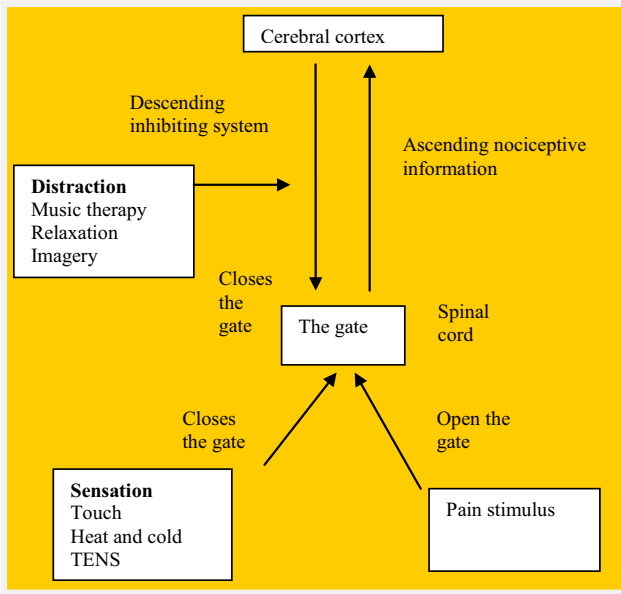 Cerebral cortex
Descending
inhibiting system
Ascending nociceptive
information
Distraction
Music therapy
Relaxation
Imagery
Closes
the
gate
The gate
Spinal
cord
Closes
the gate
Open the
gate
Sensation
Touch
Heat and cold
TENS
Pain stimulus